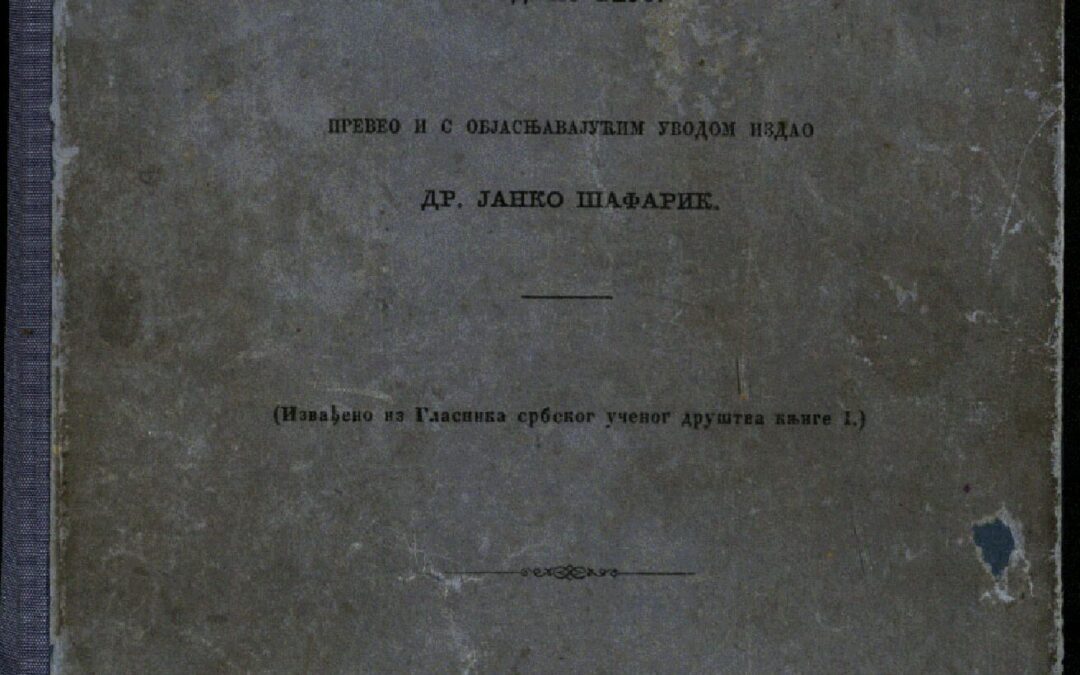 ПРЕВЕО И С ОБЈАСЊАВАЈУЋИМ УВОДОМ ИЗДАО
ДР. ЈАНКО ШАФАРИК.
(Извађено из Гласника србског ученог друштва књиге I.)